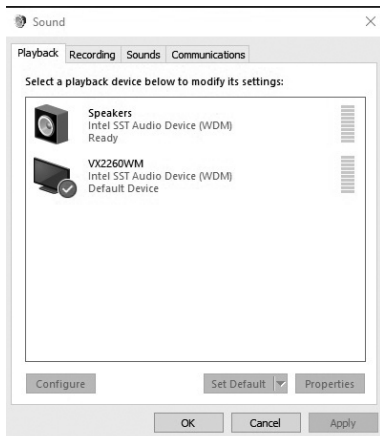 Sound
Playback Recording Sounds Communications
Select a playback device below to modify its settings:
Speakers
Intel SST Audio Device (WDM)
Ready
VX2260WM
Intel SST Audio Device (WDM)
Default Device
Configure Set Default Properties
OK Cancel Apply